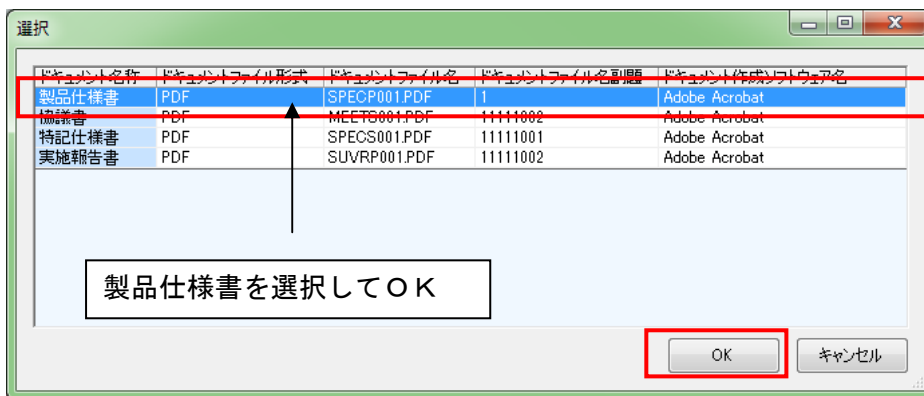 選択
ドキュメント名称 ドキュメントファイル形式 ドキュメントファイル名 ドキュメントファイル名副題 ドキュメント作成ソフトウェア名
製品仕様書 PDF SPECP001.PDF 1 Adobe Acrobat
協議書 PDF MEETS001.PDF 11111002 Adobe Acrobat
特記仕様書 PDF SPECS001.PDF 11111001 Adobe Acrobat
実施報告書 PDF SUVRP001.PDF 11111002 Adobe Acrobat
製品仕様書を選択してＯＫ
OK キャンセル